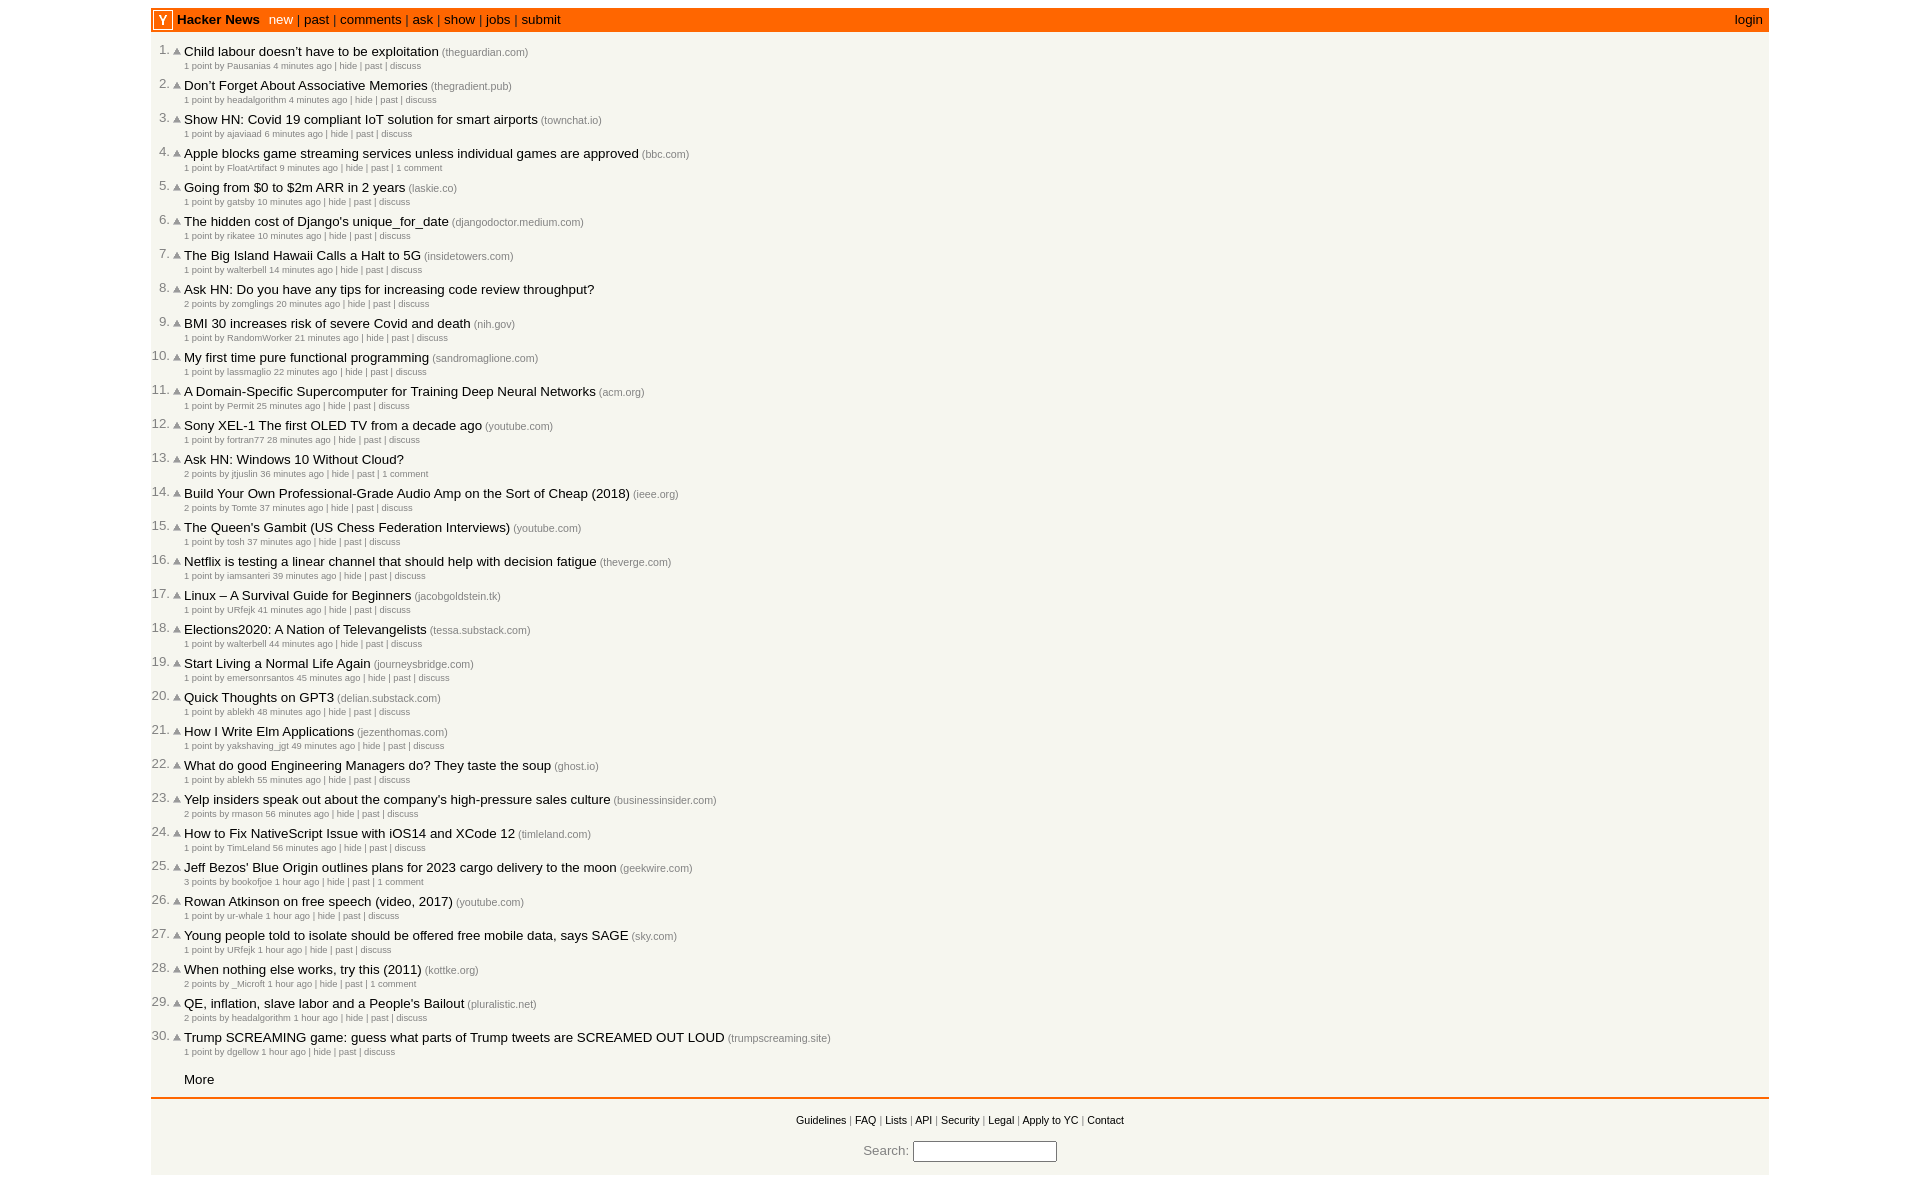 Y Hacker News new | past | comments | ask | show | jobs | submit login
1. Child labour doesn’t have to be exploitation (theguardian.com)
1 point by Pausanias 4 minutes ago | hide | past | discuss
2. Don’t Forget About Associative Memories (thegradient.pub)
1 point by headalgorithm 4 minutes ago | hide | past | discuss
3. Show HN: Covid 19 compliant IoT solution for smart airports (townchat.io)
1 point by ajaviaad 6 minutes ago | hide | past | discuss
4. Apple blocks game streaming services unless individual games are approved (bbc.com)
1 point by FloatArtifact 9 minutes ago | hide | past | 1 comment
5. Going from $0 to $2m ARR in 2 years (laskie.co)
1 point by gatsby 10 minutes ago | hide | past | discuss
6. The hidden cost of Django's unique_for_date (djangodoctor.medium.com)
1 point by rikatee 10 minutes ago | hide | past | discuss
7. The Big Island Hawaii Calls a Halt to 5G (insidetowers.com)
1 point by walterbell 14 minutes ago | hide | past | discuss
8. Ask HN: Do you have any tips for increasing code review throughput?
2 points by zomglings 20 minutes ago | hide | past | discuss
9. BMI 30 increases risk of severe Covid and death (nih.gov)
1 point by RandomWorker 21 minutes ago | hide | past | discuss
10. My first time pure functional programming (sandromaglione.com)
1 point by lassmaglio 22 minutes ago | hide | past | discuss
11. A Domain-Specific Supercomputer for Training Deep Neural Networks (acm.org)
1 point by Permit 25 minutes ago | hide | past | discuss
12. Sony XEL-1 The first OLED TV from a decade ago (youtube.com)
1 point by fortran77 28 minutes ago | hide | past | discuss
13. Ask HN: Windows 10 Without Cloud?
2 points by jtjuslin 36 minutes ago | hide | past | 1 comment
14. Build Your Own Professional-Grade Audio Amp on the Sort of Cheap (2018) (ieee.org)
2 points by Tomte 37 minutes ago | hide | past | discuss
15. The Queen's Gambit (US Chess Federation Interviews) (youtube.com)
1 point by tosh 37 minutes ago | hide | past | discuss
16. Netflix is testing a linear channel that should help with decision fatigue (theverge.com)
1 point by iamsanteri 39 minutes ago | hide | past | discuss
17. Linux – A Survival Guide for Beginners (jacobgoldstein.tk)
1 point by URfejk 41 minutes ago | hide | past | discuss
18. Elections2020: A Nation of Televangelists (tessa.substack.com)
1 point by walterbell 44 minutes ago | hide | past | discuss
19. Start Living a Normal Life Again (journeysbridge.com)
1 point by emersonrsantos 45 minutes ago | hide | past | discuss
20. Quick Thoughts on GPT3 (delian.substack.com)
1 point by ablekh 48 minutes ago | hide | past | discuss
21. How I Write Elm Applications (jezenthomas.com)
1 point by yakshaving_jgt 49 minutes ago | hide | past | discuss
22. What do good Engineering Managers do? They taste the soup (ghost.io)
1 point by ablekh 55 minutes ago | hide | past | discuss
23. Yelp insiders speak out about the company's high-pressure sales culture (businessinsider.com)
2 points by rmason 56 minutes ago | hide | past | discuss
24. How to Fix NativeScript Issue with iOS14 and XCode 12 (timleland.com)
1 point by TimLeland 56 minutes ago | hide | past | discuss
25. Jeff Bezos' Blue Origin outlines plans for 2023 cargo delivery to the moon (geekwire.com)
3 points by bookofjoe 1 hour ago | hide | past | 1 comment
26. Rowan Atkinson on free speech (video, 2017) (youtube.com)
1 point by ur-whale 1 hour ago | hide | past | discuss
27. Young people told to isolate should be offered free mobile data, says SAGE (sky.com)
1 point by URfejk 1 hour ago | hide | past | discuss
28. When nothing else works, try this (2011) (kottke.org)
2 points by _Microft 1 hour ago | hide | past | 1 comment
29. QE, inflation, slave labor and a People's Bailout (pluralistic.net)
2 points by headalgorithm 1 hour ago | hide | past | discuss
30. Trump SCREAMING game: guess what parts of Trump tweets are SCREAMED OUT LOUD (trumpscreaming.site)
1 point by dgellow 1 hour ago | hide | past | discuss
More
Guidelines | FAQ | Lists | API | Security | Legal | Apply to YC | Contact
Search: